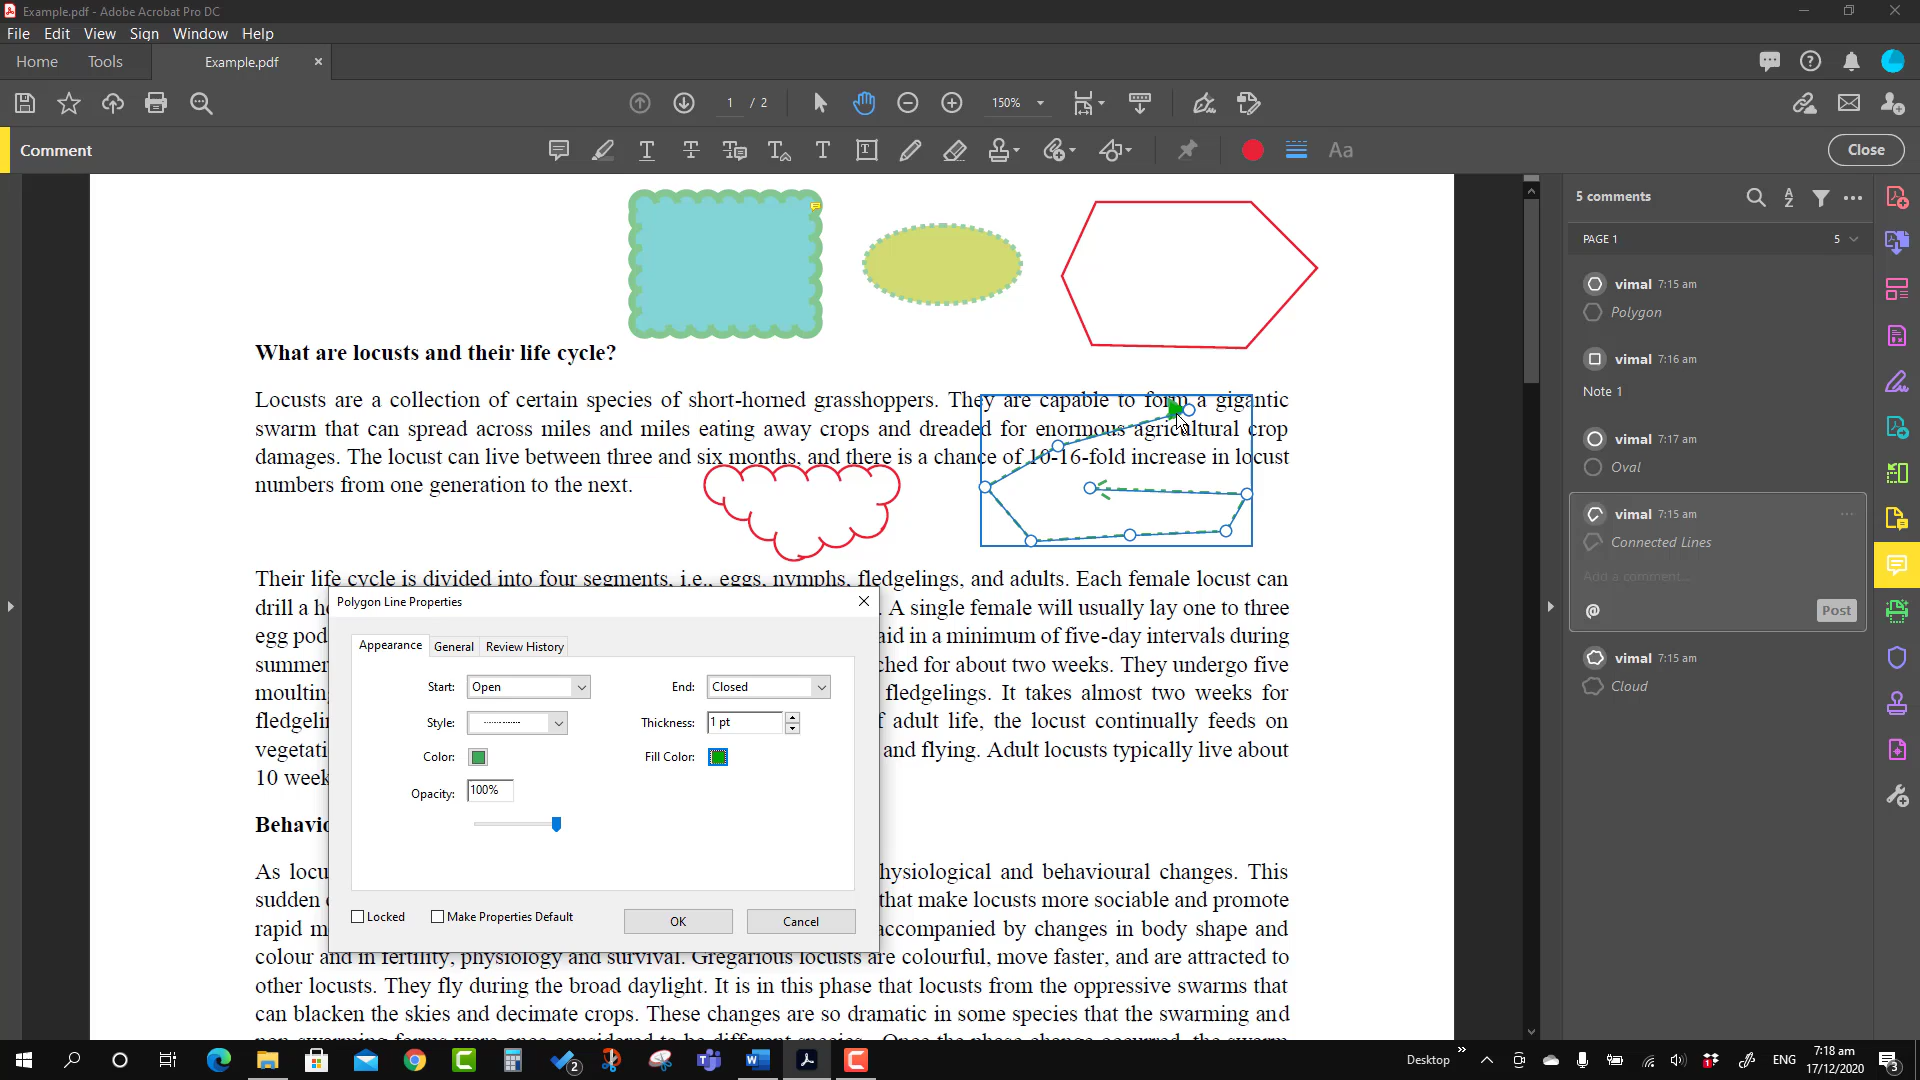 Example.pdf - Adobe Acrobat Pro DC
File Edit View Sign Window Help
Home Tools Example.pdf
1 / 2 150%
Comment Aa Close
What are locusts and their life cycle?
Locusts are a collection of certain species of short-horned grasshoppers. They are capable to form a gigantic
swarm that can spread across miles and miles eating away crops and dreaded for enormous agricultural crop
damages. The locust can live between three and six months, and there is a chance of 10-16-fold increase in locust
numbers from one generation to the next.
Their life cycle is divided into four segments, i.e., eggs, nymphs, fledgelings, and adults. Each female locust can
drill a h
. A single female will usually lay one to three
egg pod
aid in a minimum of five-day intervals during
summer
ched for about two weeks. They undergo five
moulting
fledgelings. It takes almost two weeks for
fledgelin
f adult life, the locust continually feeds on
vegetati
and flying. Adult locusts typically live about
10 week
Behavio
As locu
hysiological and behavioural changes. This
sudden
that make locusts more sociable and promote
rapid m
accompanied by changes in body shape and
colour and in fertility, physiology and survival. Gregarious locusts are colourful, move faster, and are attracted to
other locusts. They fly during the broad daylight. It is in this phase that locusts from the oppressive swarms that
can blacken the skies and decimate crops. These changes are so dramatic in some species that the swarming and
Polygon Line Properties
Appearance General Review History
Start: Open End: Closed
Style: Thickness: 1 pt
Color: Fill Color:
Opacity: 100%
Locked Make Properties Default OK Cancel
5 comments
PAGE 1 5
vimal 7:15 am
Polygon
vimal 7:16 am
Note 1
vimal 7:17 am
Oval
vimal 7:15 am
Connected Lines
Add a comment...
@ Post
vimal 7:15 am
Cloud
2 Desktop ENG 7:18 am
17/12/2020 3